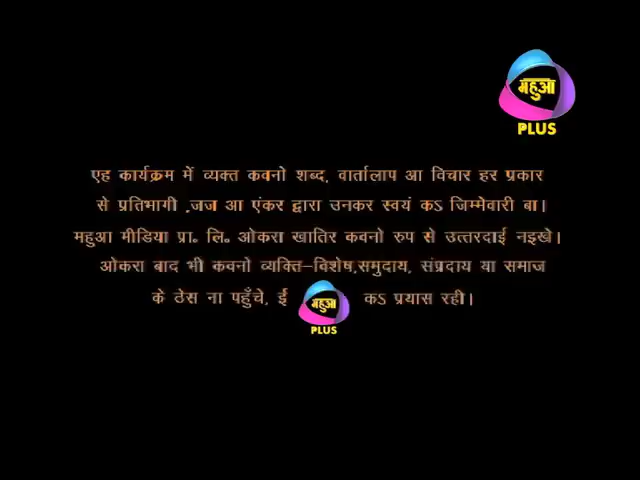 महुआ
PLUS
एह कार्यक्रम में व्यक्त कवनो शब्द, वार्तालाप आ विचार हर प्रकार
से प्रतिभागी ,जज आ एंकर द्वारा उनकर स्वयं कऽ जिम्मेवारी बा।
महुआ मीडिया प्रा॰ लि॰ ओकरा खातिर कवनो रुप से उत्तरदाई नइखे।
ओकरा बाद भी कवनो व्यक्ति-विशेष,समुदाय, संप्रदाय या समाज
के ठेस ना पहुँचे, ई महुआ कऽ प्रयास रही।
PLUS